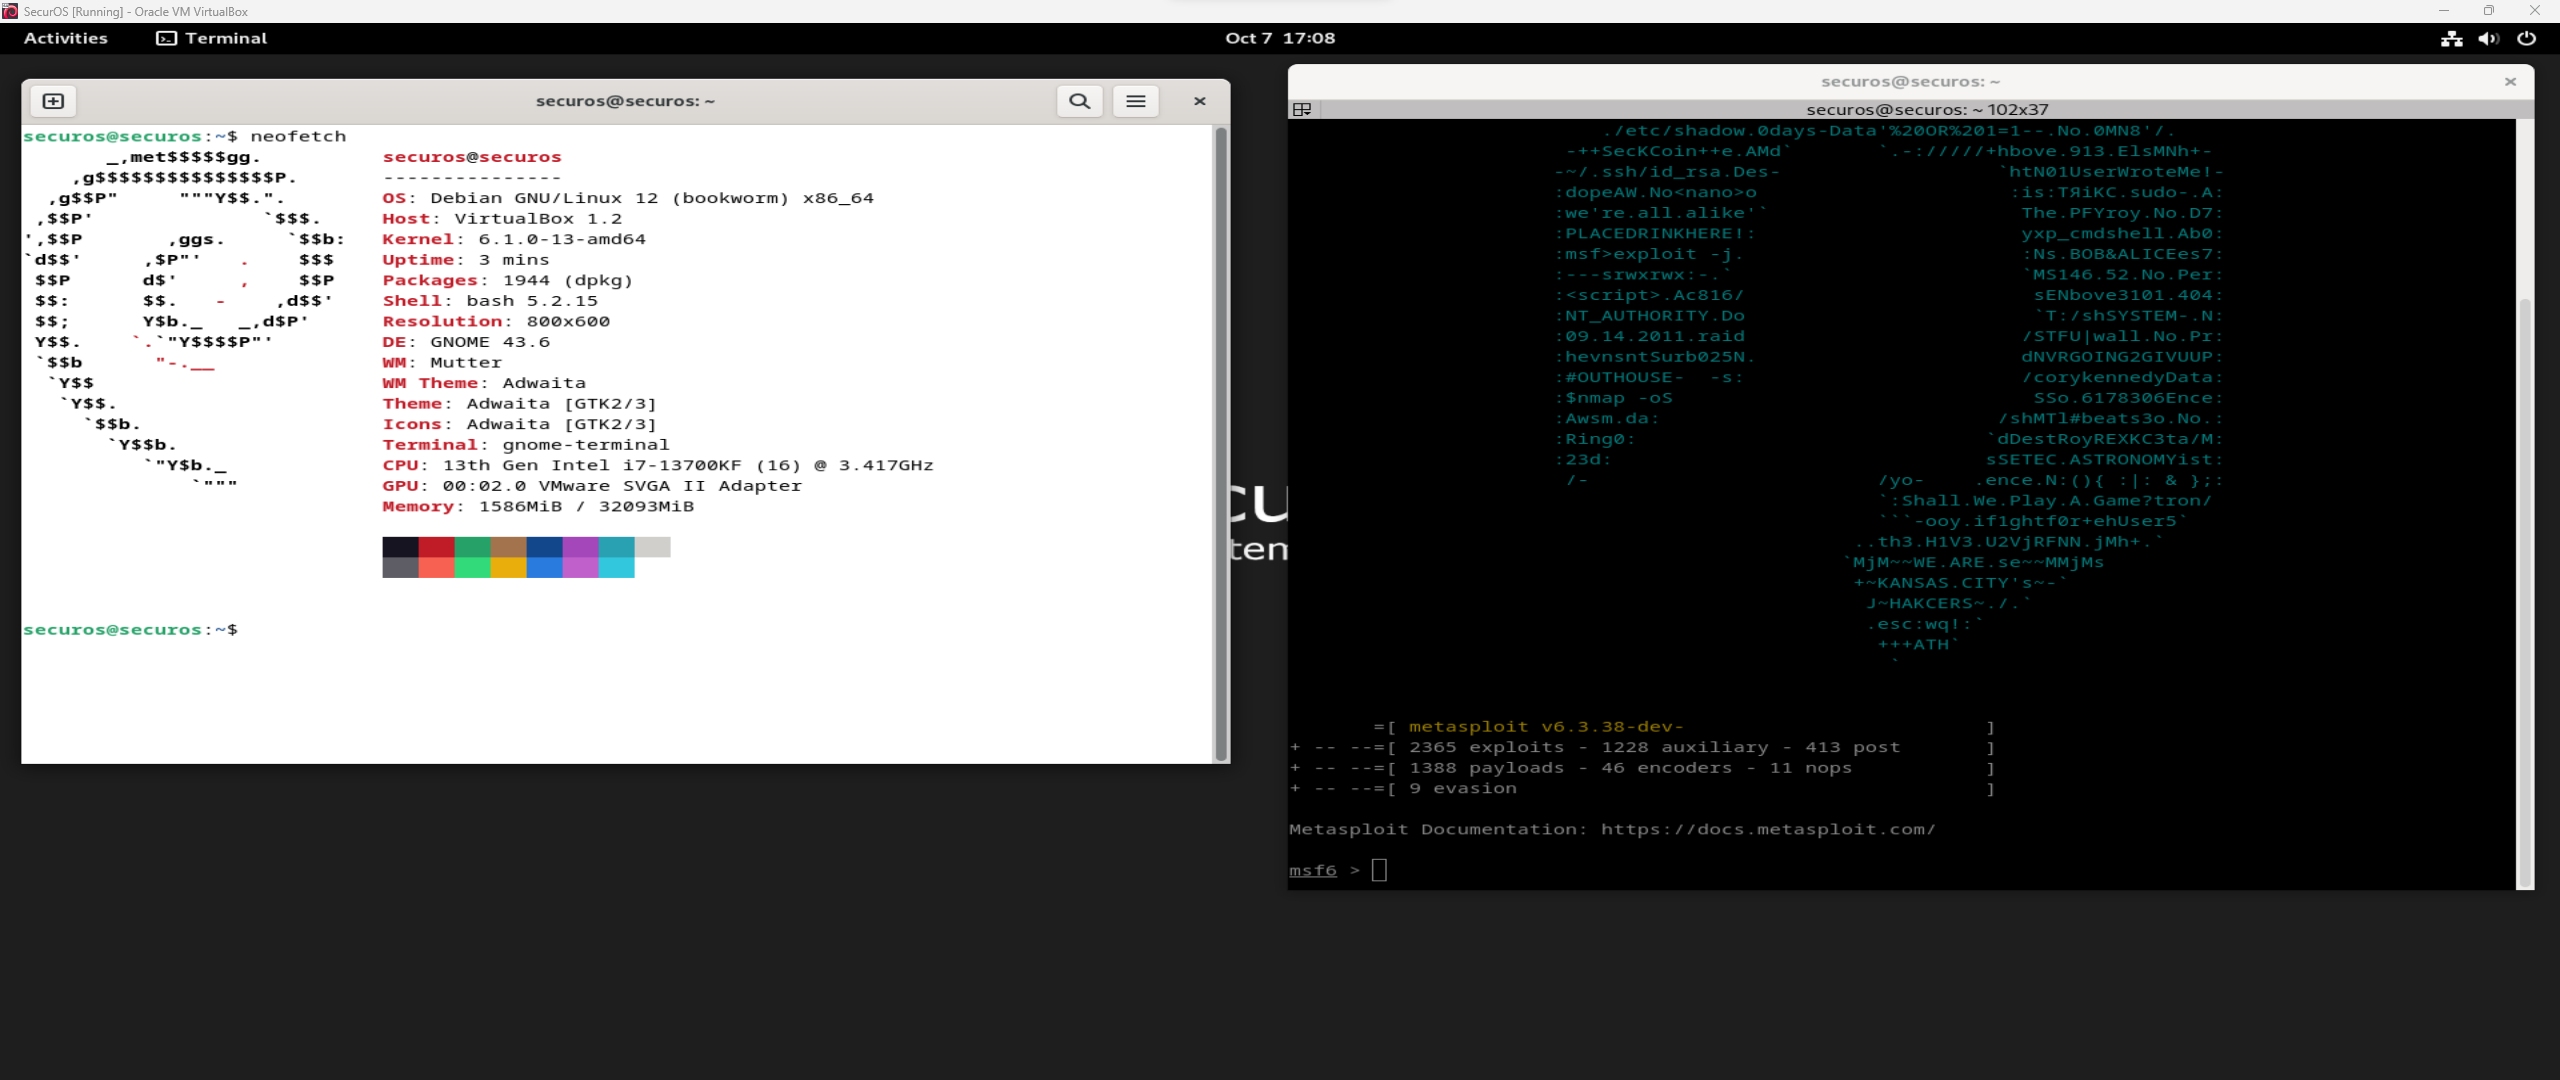 SecurOS [Running] - Oracle VM VirtualBox
Activities
Terminal
Oct 7 17:08
securos@securos: ~
securos@securos:~$ neofetch
_,met$$$$$gg.
,g$$$$$$$$$$$$$$$P.
,g$$P" """Y$$.".
,$$P' `$$$.
',$$P ,ggs. `$$b:
`d$$' ,$P"' . $$$
$$P d$' , $$P
$$: $$. - ,d$$'
$$; Y$b._ _,d$P'
Y$$. `.`"Y$$$$P"'
`$$b "-.__
`Y$$
`Y$$.
`$$b.
`Y$$b.
`"Y$b._
`"""
securos@securos
---------------
OS: Debian GNU/Linux 12 (bookworm) x86_64
Host: VirtualBox 1.2
Kernel: 6.1.0-13-amd64
Uptime: 3 mins
Packages: 1944 (dpkg)
Shell: bash 5.2.15
Resolution: 800x600
DE: GNOME 43.6
WM: Mutter
WM Theme: Adwaita
Theme: Adwaita [GTK2/3]
Icons: Adwaita [GTK2/3]
Terminal: gnome-terminal
CPU: 13th Gen Intel i7-13700KF (16) @ 3.417GHz
GPU: 00:02.0 VMware SVGA II Adapter
Memory: 1586MiB / 32093MiB
securos@securos:~$
cu
tem
securos@securos: ~
securos@securos: ~ 102x37
./etc/shadow.0days-Data'%20OR%201=1--.No.0MN8'/.
-++SecKCoin++e.AMd` `.-://///+hbove.913.ElsMNh+-
-~/.ssh/id_rsa.Des- `htN01UserWroteMe!-
:dopeAW.No<nano>o :is:TЯiKC.sudo-.A:
:we're.all.alike'` The.PFYroy.No.D7:
:PLACEDRINKHERE!: yxp_cmdshell.Ab0:
:msf>exploit -j. :Ns.BOB&ALICEes7:
:---srwxrwx:-.` `MS146.52.No.Per:
:<script>.Ac816/ sENbove3101.404:
:NT_AUTHORITY.Do `T:/shSYSTEM-.N:
:09.14.2011.raid /STFU|wall.No.Pr:
:hevnsntSurb025N. dNVRGOING2GIVUUP:
:#OUTHOUSE- -s: /corykennedyData:
:$nmap -oS SSo.6178306Ence:
:Awsm.da: /shMTl#beats3o.No.:
:Ring0: `dDestRoyREXKC3ta/M:
:23d: sSETEC.ASTRONOMYist:
/- /yo- .ence.N:(){ :|: & };:
`:Shall.We.Play.A.Game?tron/
```-ooy.if1ghtf0r+ehUser5`
..th3.H1V3.U2VjRFNN.jMh+.`
`MjM~~WE.ARE.se~~MMjMs
+~KANSAS.CITY's~-`
J~HAKCERS~./.`
.esc:wq!:`
+++ATH`
`
=[ metasploit v6.3.38-dev- ]
+ -- --=[ 2365 exploits - 1228 auxiliary - 413 post ]
+ -- --=[ 1388 payloads - 46 encoders - 11 nops ]
+ -- --=[ 9 evasion ]
Metasploit Documentation: https://docs.metasploit.com/
msf6 >